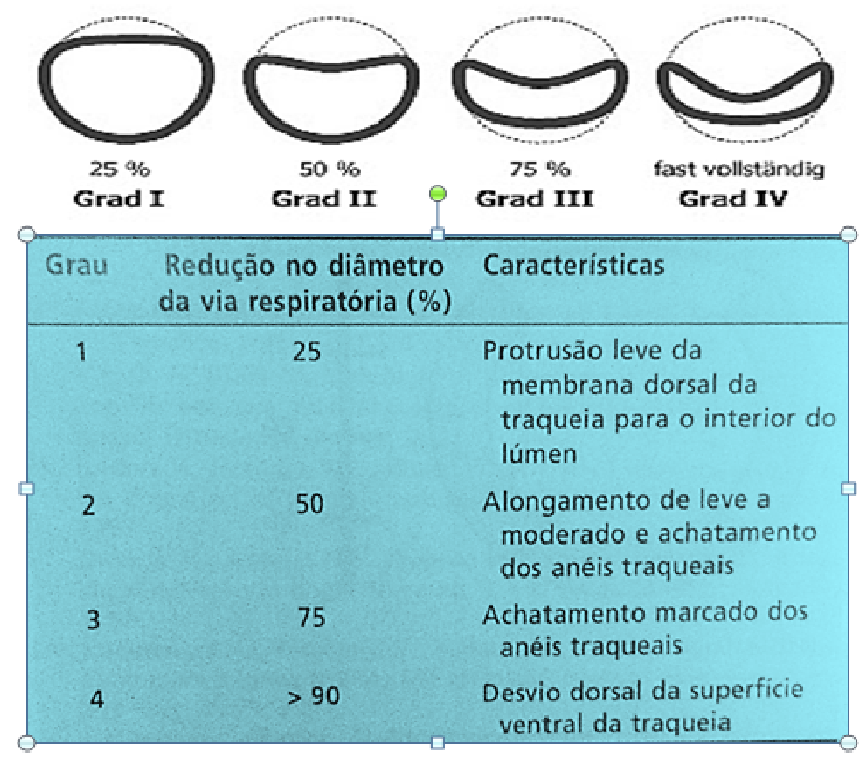 25 % 50 % 75 % fast vollständig
Grad I Grad II Grad III Grad IV
Grau Redução no diâmetro Características
da via respiratória (%)
1 25 Protrusão leve da
membrana dorsal da
traqueia para o interior do
lúmen
2 50 Alongamento de leve a
moderado e achatamento
dos anéis traqueais
3 75 Achatamento marcado dos
anéis traqueais
4 > 90 Desvio dorsal da superfície
ventral da traqueia